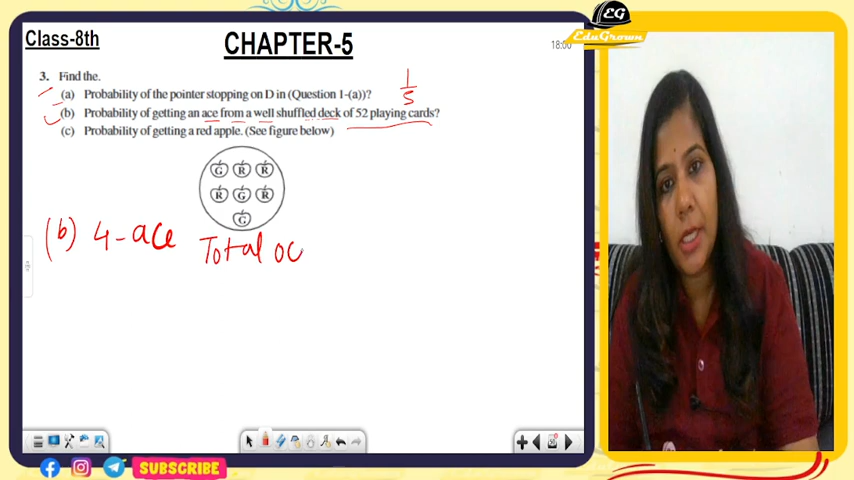 Class-8th
CHAPTER-5
EG
EduGrown
18:00
3. Find the.
(a) Probability of the pointer stopping on D in (Question 1-(a))? 1/5
(b) Probability of getting an ace from a well shuffled deck of 52 playing cards?
(c) Probability of getting a red apple. (See figure below)
G R R
R G R
G
(b) 4-ace Total oc
SUBSCRIBE